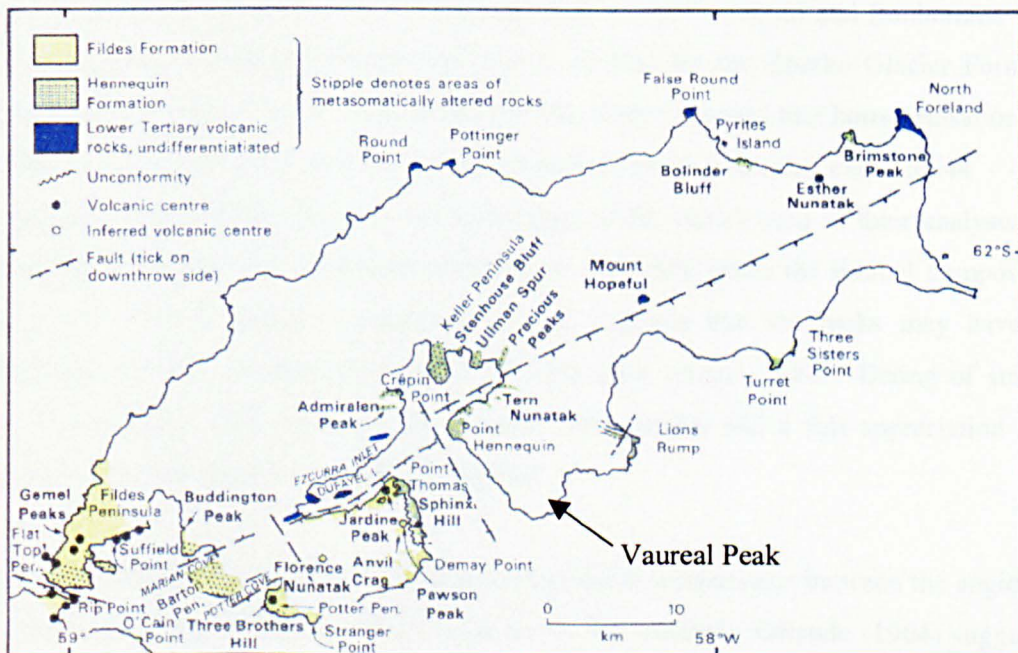 Fildes Formation
Hennequin
Formation
Lower Tertiary volcanic
rocks, undifferentiatiated
Stipple denotes areas of
metasomatically altered rocks
Unconformity
Volcanic centre
Inferred volcanic centre
Fault (tick on
downthrow side)
Round
Point
Pottinger
Point
False Round
Point
Pyrites
Island
Bolinder
Bluff
North
Foreland
Brimstone
Peak
Esther
Nunatak
62°S
Mount
Hopeful
Keller Peninsula
Stenhouse Bluff
Ullman Spur
Precious
Peaks
Three
Sisters
Point
Turret
Point
Crépin
Point
Admiralen
Peak
Tern
Nunatak
Point
Hennequin
Lions
Rump
EZCURRA INLET
DUFAYEL I.
Point
Thomas
Sphinx
Hill
Jardine
Peak
Gemel
Peaks
Fildes
Peninsula
Buddington
Peak
Flat
Top
Pen.
Suffield
Point
MARIAN COVE
Barton
Pen.
POTTER COVE
Florence
Nunatak
Anvil
Crag
Demay Point
Pawson
Peak
Vaureal Peak
Rip Point
O'Cain
Point
Three Brothers
Hill
Potter Pen.
Stranger
Point
59°
0 10
km
58°W